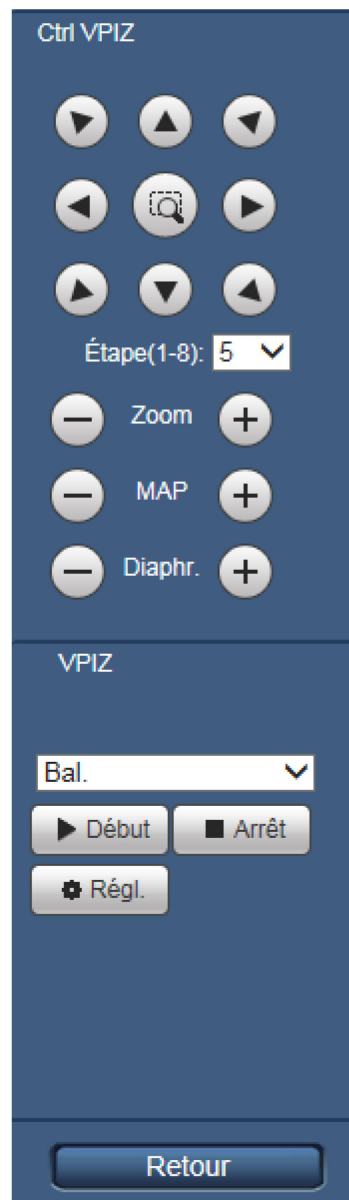 Ctrl VPIZ
Étape(1-8): 5
Zoom
MAP
Diaphr.
VPIZ
Bal.
Début Arrêt
Régl.
Retour